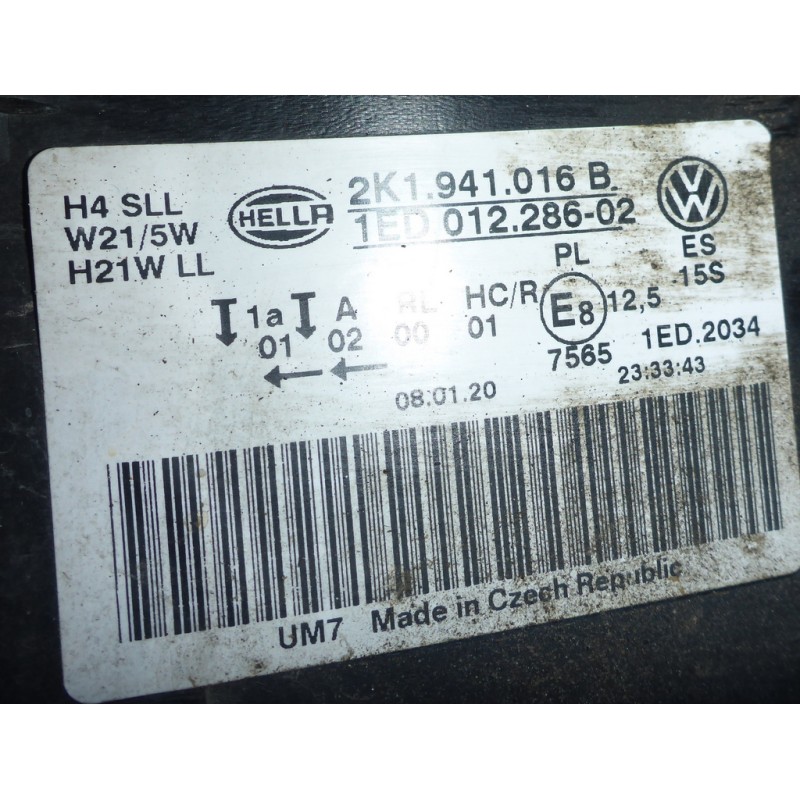 H4 SLL
W21/5W
H21W LL
HELLA
2K1.941.016 B
1ED 012.286-02
1a A RL HC/R
01 02 00 01
PL
E8
7565
12,5
ES
15S
1ED.2034
08.01.20
23:33:43
UM7 Made in Czech Republic